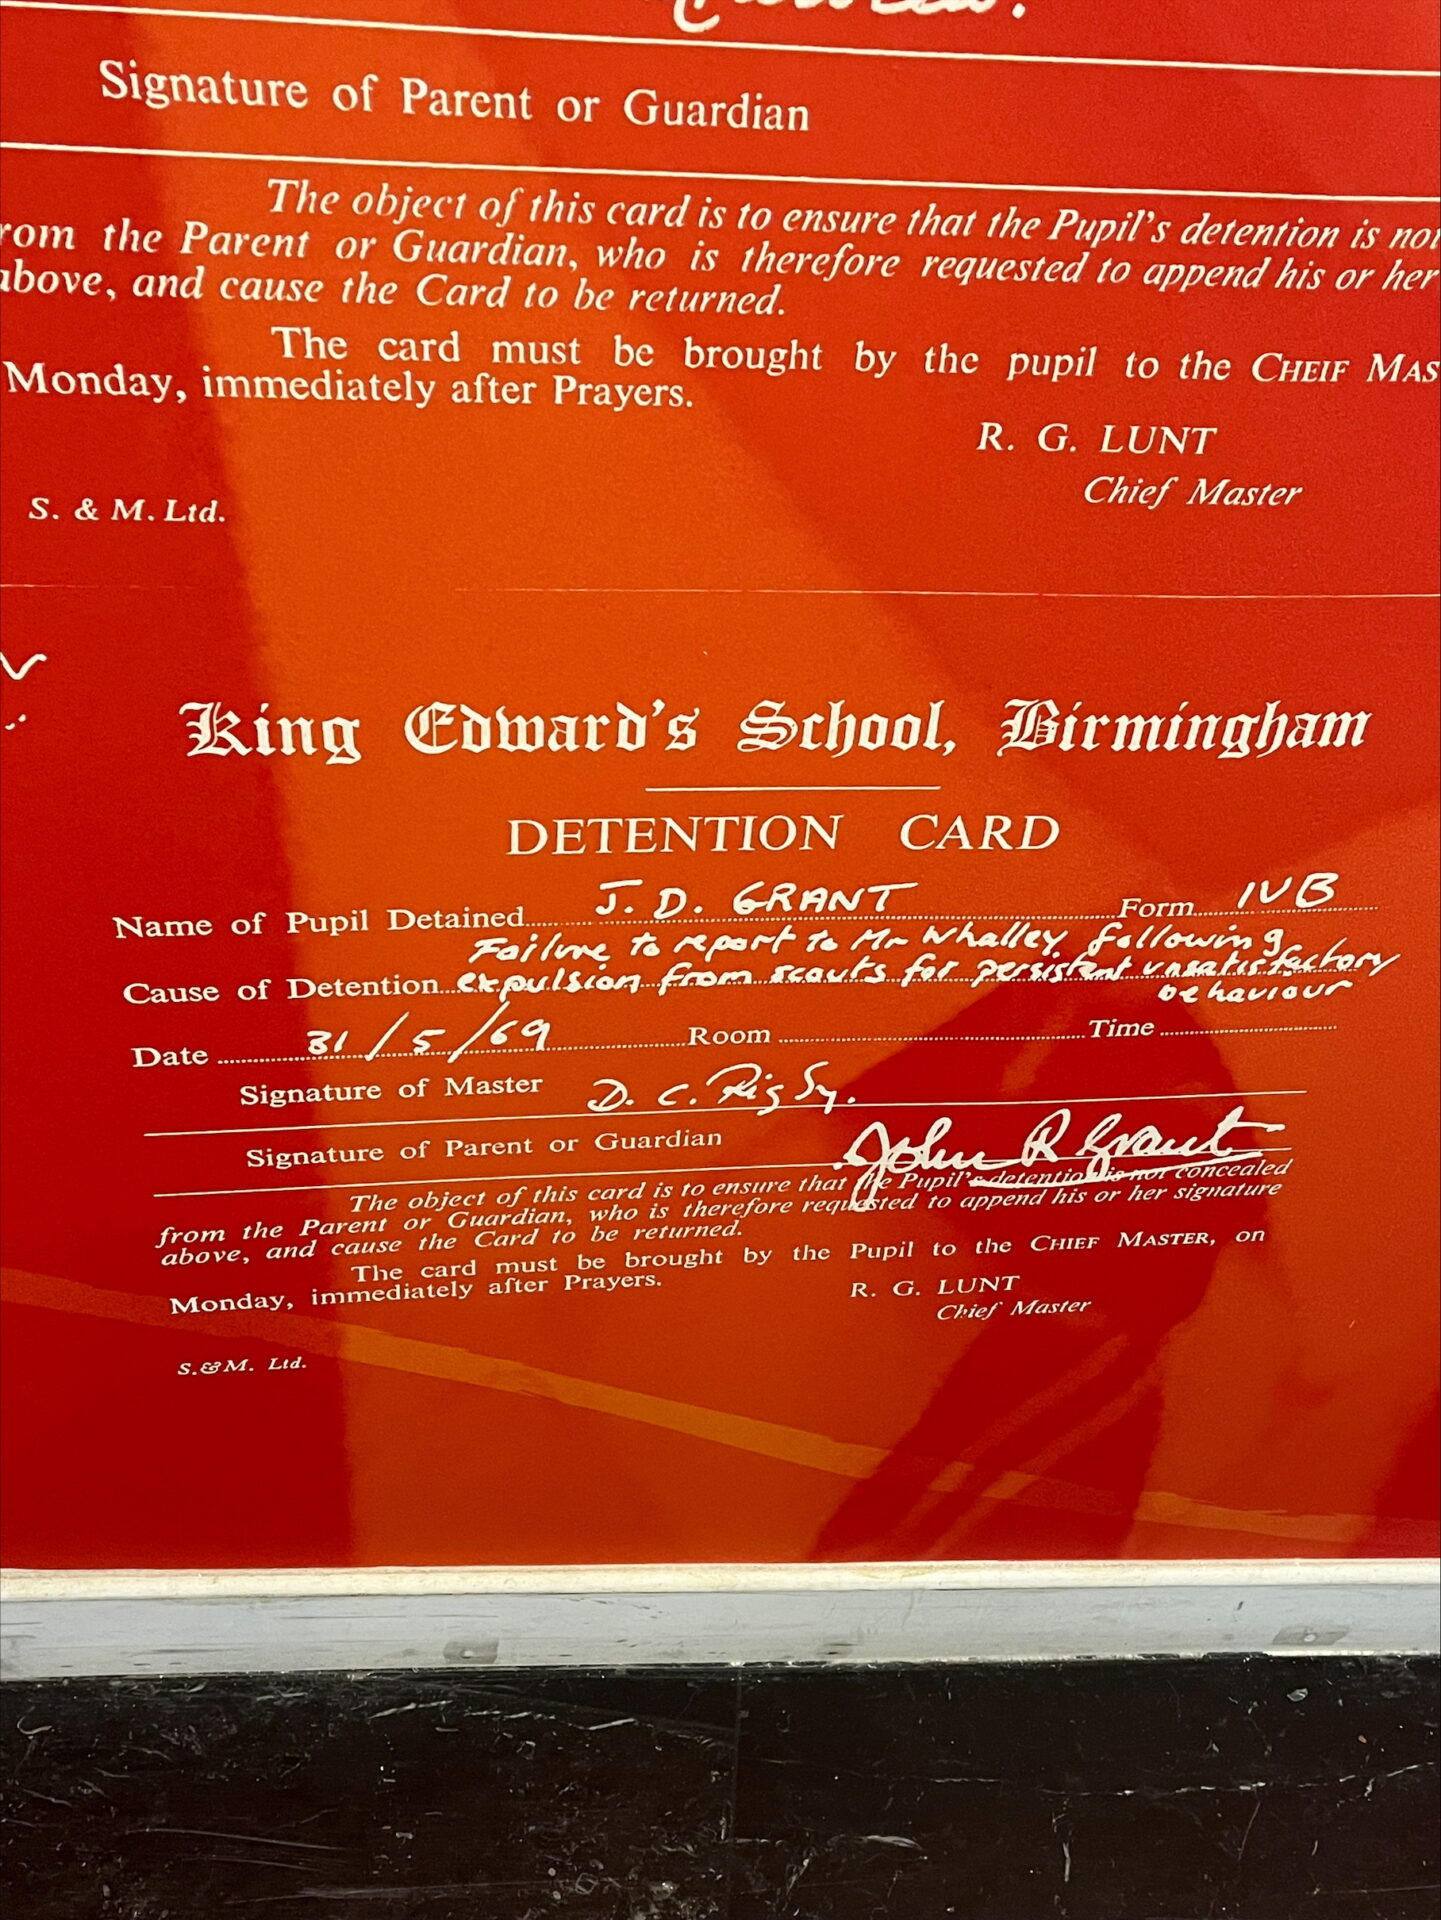 Signature of Parent or Guardian
The object of this card is to ensure that the Pupil's detention is not
rom the Parent or Guardian, who is therefore requested to append his or her
above, and cause the Card to be returned.
The card must be brought by the pupil to the CHEIF MAS
Monday, immediately after Prayers.
R. G. LUNT
Chief Master
S. & M. Ltd.
King Edward's School, Birmingham
DETENTION CARD
Name of Pupil Detained J. D. GRANT Form IVB
Failure to report to Mr Whalley following
Cause of Detention expulsion from scouts for persistent unsatisfactory
behaviour
Date 31/5/69 Room Time
Signature of Master D. C. Rigby.
Signature of Parent or Guardian John R Grant
The object of this card is to ensure that the Pupil's detention is not concealed
from the Parent or Guardian, who is therefore requested to append his or her signature
above, and cause the Card to be returned.
The card must be brought by the Pupil to the CHIEF MASTER, on
Monday, immediately after Prayers.
R. G. LUNT
Chief Master
S.&M. Ltd.